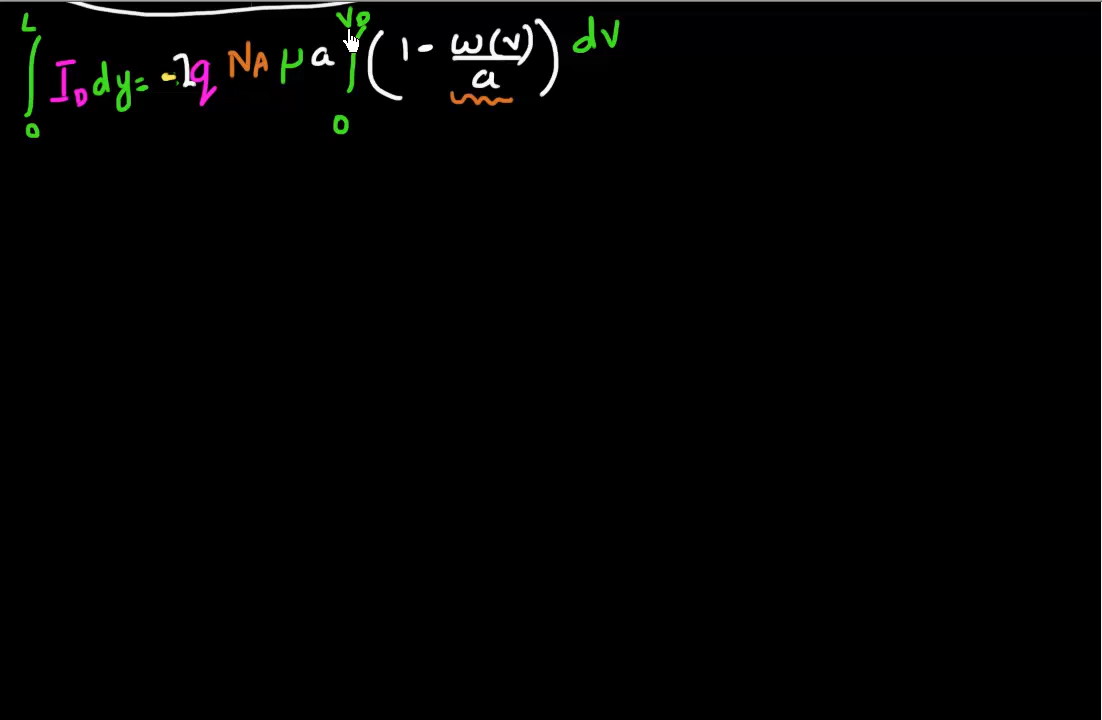 ∫₀ᴸ I_D dy = -2q N_A μ a ∫₀^{V_D} (1 - ω(v)/a) dv